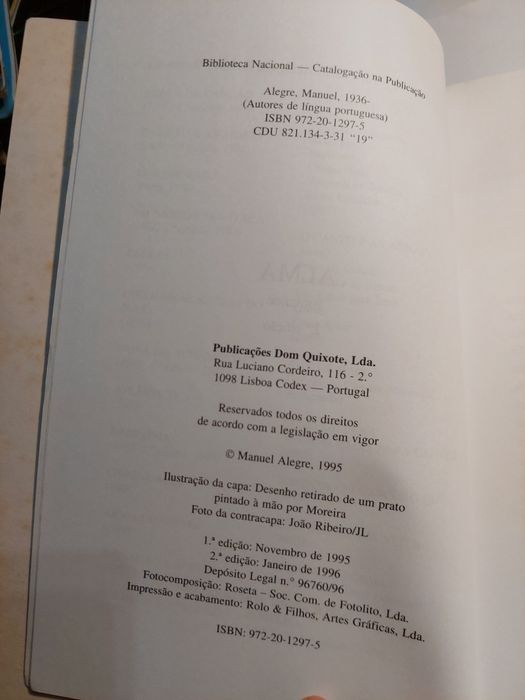 Biblioteca Nacional — Catalogação na Publicação
Alegre, Manuel, 1936-
(Autores de língua portuguesa)
ISBN 972-20-1297-5
CDU 821.134-3-31 "19"
ALMA
Publicações Dom Quixote, Lda.
Rua Luciano Cordeiro, 116 - 2.º
1098 Lisboa Codex — Portugal
Reservados todos os direitos
de acordo com a legislação em vigor
© Manuel Alegre, 1995
Ilustração da capa: Desenho retirado de um prato
pintado à mão por Moreira
Foto da contracapa: João Ribeiro/JL
1.ª edição: Novembro de 1995
2.ª edição: Janeiro de 1996
Depósito Legal n.º 96760/96
Fotocomposição: Roseta – Soc. Com. de Fotolito, Lda.
Impressão e acabamento: Rolo & Filhos, Artes Gráficas, Lda.
ISBN: 972-20-1297-5